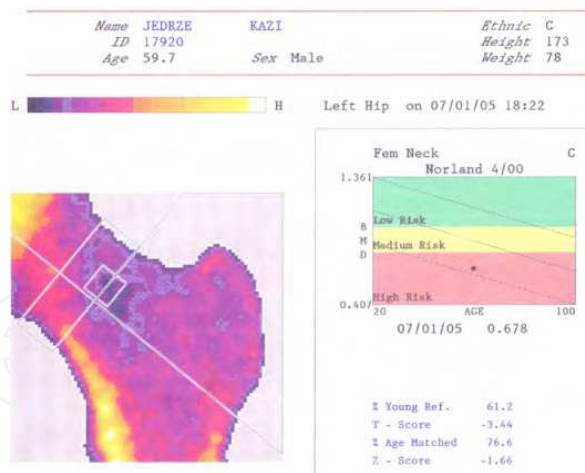 Name JEDRZE KAZI Ethnic C
ID 17920 Height 173
Age 59.7 Sex Male Weight 78
L H Left Hip on 07/01/05 18:22
Fem Neck C
Norland 4/00
1.361
Low Risk
B
M Medium Risk
D
High Risk
0.407
20 AGE 100
07/01/05 0.678
% Young Ref. 61.2
T - Score -3.44
% Age Matched 76.6
Z - Score -1.66